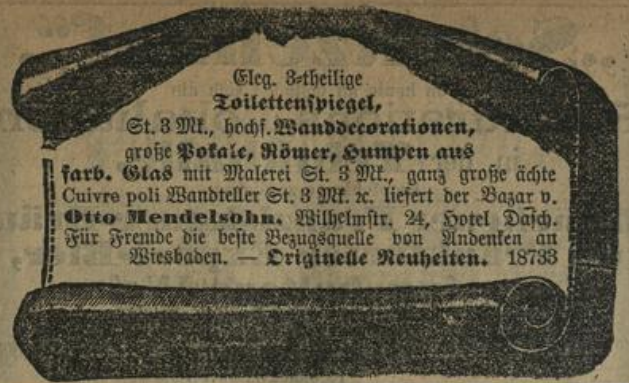 Eleg. 3-theilige
Toilettenspiegel,
St. 3 Mk., hochf. Wanddecorationen,
große Pokale, Römer, Humpen aus
farb. Glas mit Malerei St. 3 Mk., ganz große ächte
Cuivre poli Wandteller St. 3 Mk. ꝛc. liefert der Bazar v.
Otto Mendelsohn, Wilhelmstr. 24, Hotel Dasch.
Für Fremde die beste Bezugsquelle von Andenken an
Wiesbaden. — Originelle Neuheiten. 18733